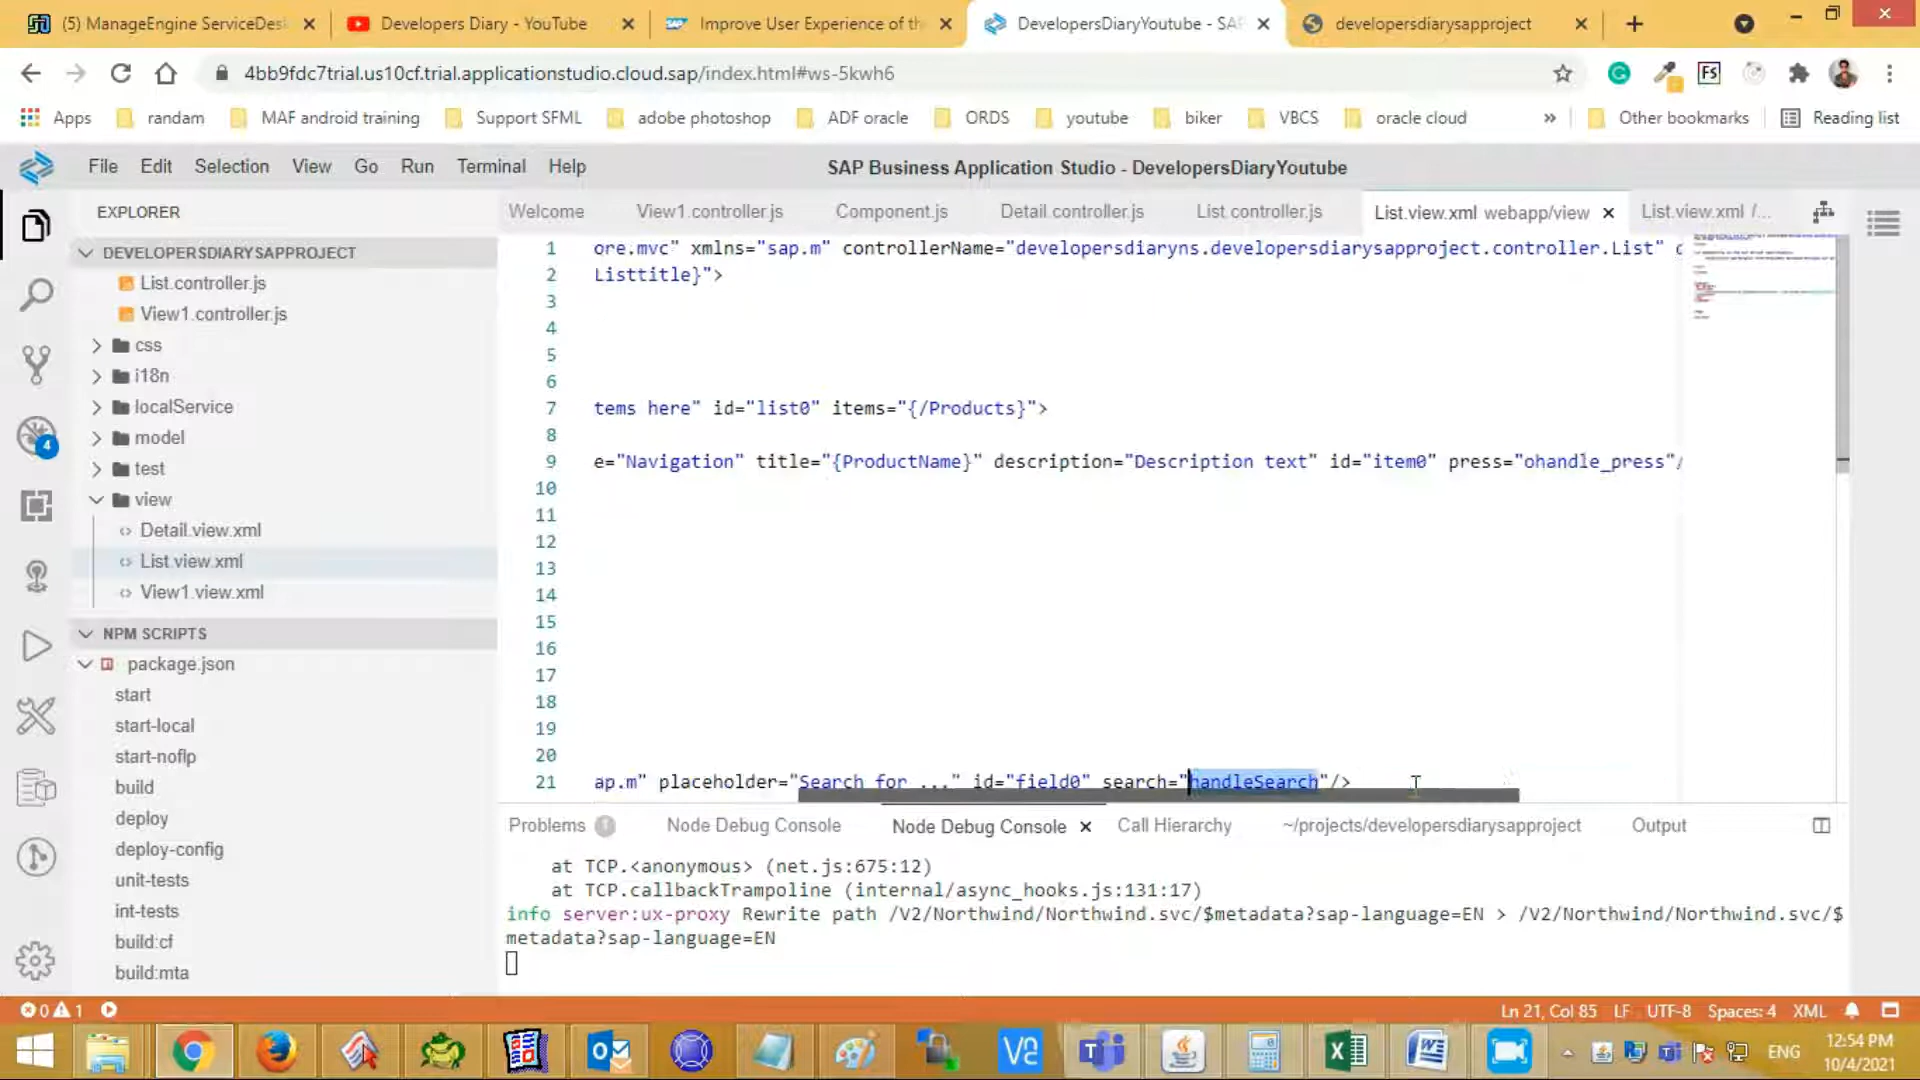 (5) ManageEngine ServiceDes
Developers Diary - YouTube
Improve User Experience of th
DevelopersDiaryYoutube - SA
developersdiarysapproject
4bb9fdc7trial.us10cf.trial.applicationstudio.cloud.sap/index.html#ws-5kwh6
Apps
randam
MAF android training
Support SFML
adobe photoshop
ADF oracle
ORDS
youtube
biker
VBCS
oracle cloud
»
Other bookmarks
Reading list
File Edit Selection View Go Run Terminal Help
SAP Business Application Studio - DevelopersDiaryYoutube
EXPLORER
DEVELOPERSDIARYSAPPROJECT
List.controller.js
View1.controller.js
css
i18n
localService
model
test
view
Detail.view.xml
List.view.xml
View1.view.xml
NPM SCRIPTS
package.json
start
start-local
start-noflp
build
deploy
deploy-config
unit-tests
int-tests
build:cf
build:mta
4
Welcome
View1.controller.js
Component.js
Detail.controller.js
List.controller.js
List.view.xml webapp/view
List.view.xml /...
1 ore.mvc" xmlns="sap.m" controllerName="developersdiaryns.developersdiarysapproject.controller.List" c
2 Listtitle}">
3
4
5
6
7 tems here" id="list0" items="{/Products}">
8
9 e="Navigation" title="{ProductName}" description="Description text" id="item0" press="ohandle_press"/
10
11
12
13
14
15
16
17
18
19
20
21 ap.m" placeholder="Search for ..." id="field0" search="handleSearch"/>
Problems 1
Node Debug Console
Node Debug Console
Call Hierarchy
~/projects/developersdiarysapproject
Output
at TCP.<anonymous> (net.js:675:12)
at TCP.callbackTrampoline (internal/async_hooks.js:131:17)
info server:ux-proxy Rewrite path /V2/Northwind/Northwind.svc/$metadata?sap-language=EN > /V2/Northwind/Northwind.svc/$
metadata?sap-language=EN
0 1
Ln 21, Col 85 LF UTF-8 Spaces: 4 XML
ENG
12:54 PM
10/4/2021